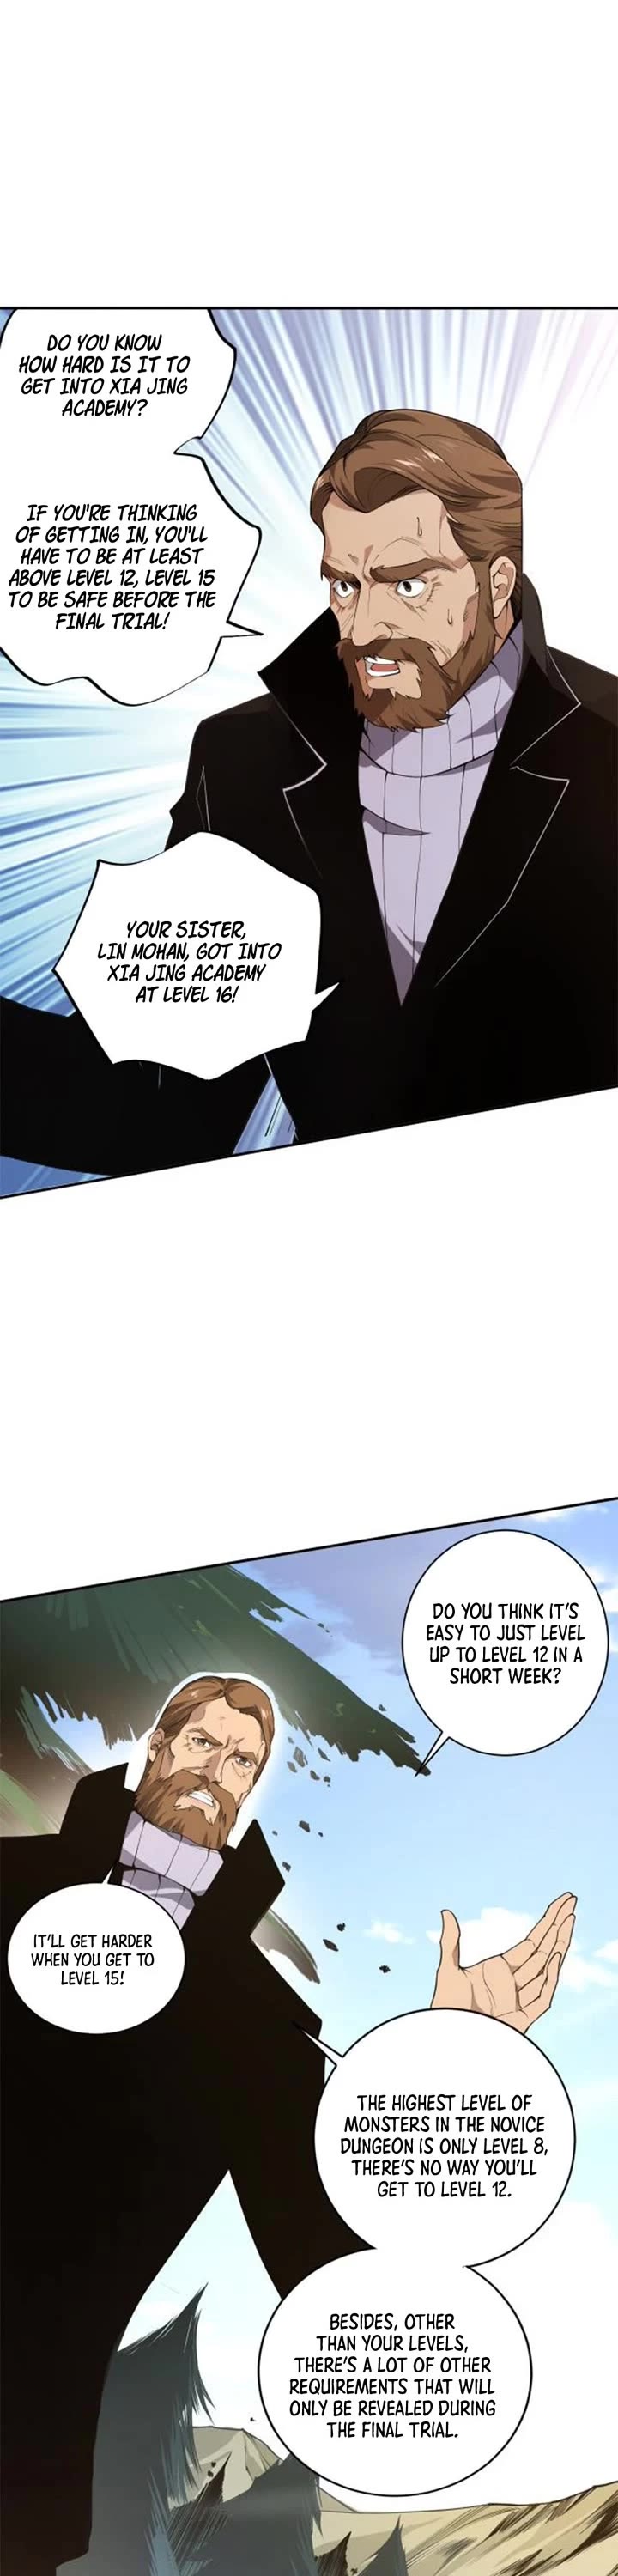 DO YOU KNOW
HOW HARD IS IT TO
GET INTO XIA JING
ACADEMY?
IF YOU'RE THINKING
OF GETTING IN, YOU'LL
HAVE TO BE AT LEAST
ABOVE LEVEL 12, LEVEL 15
TO BE SAFE BEFORE THE
FINAL TRIAL!
YOUR SISTER,
LIN MOHAN, GOT INTO
XIA JING ACADEMY
AT LEVEL 16!
DO YOU THINK IT'S
EASY TO JUST LEVEL
UP TO LEVEL 12 IN A
SHORT WEEK?
IT'LL GET HARDER
WHEN YOU GET TO
LEVEL 15!
THE HIGHEST LEVEL OF
MONSTERS IN THE NOVICE
DUNGEON IS ONLY LEVEL 8,
THERE'S NO WAY YOU'LL
GET TO LEVEL 12.
BESIDES, OTHER
THAN YOUR LEVELS,
THERE'S A LOT OF OTHER
REQUIREMENTS THAT WILL
ONLY BE REVEALED DURING
THE FINAL TRIAL.